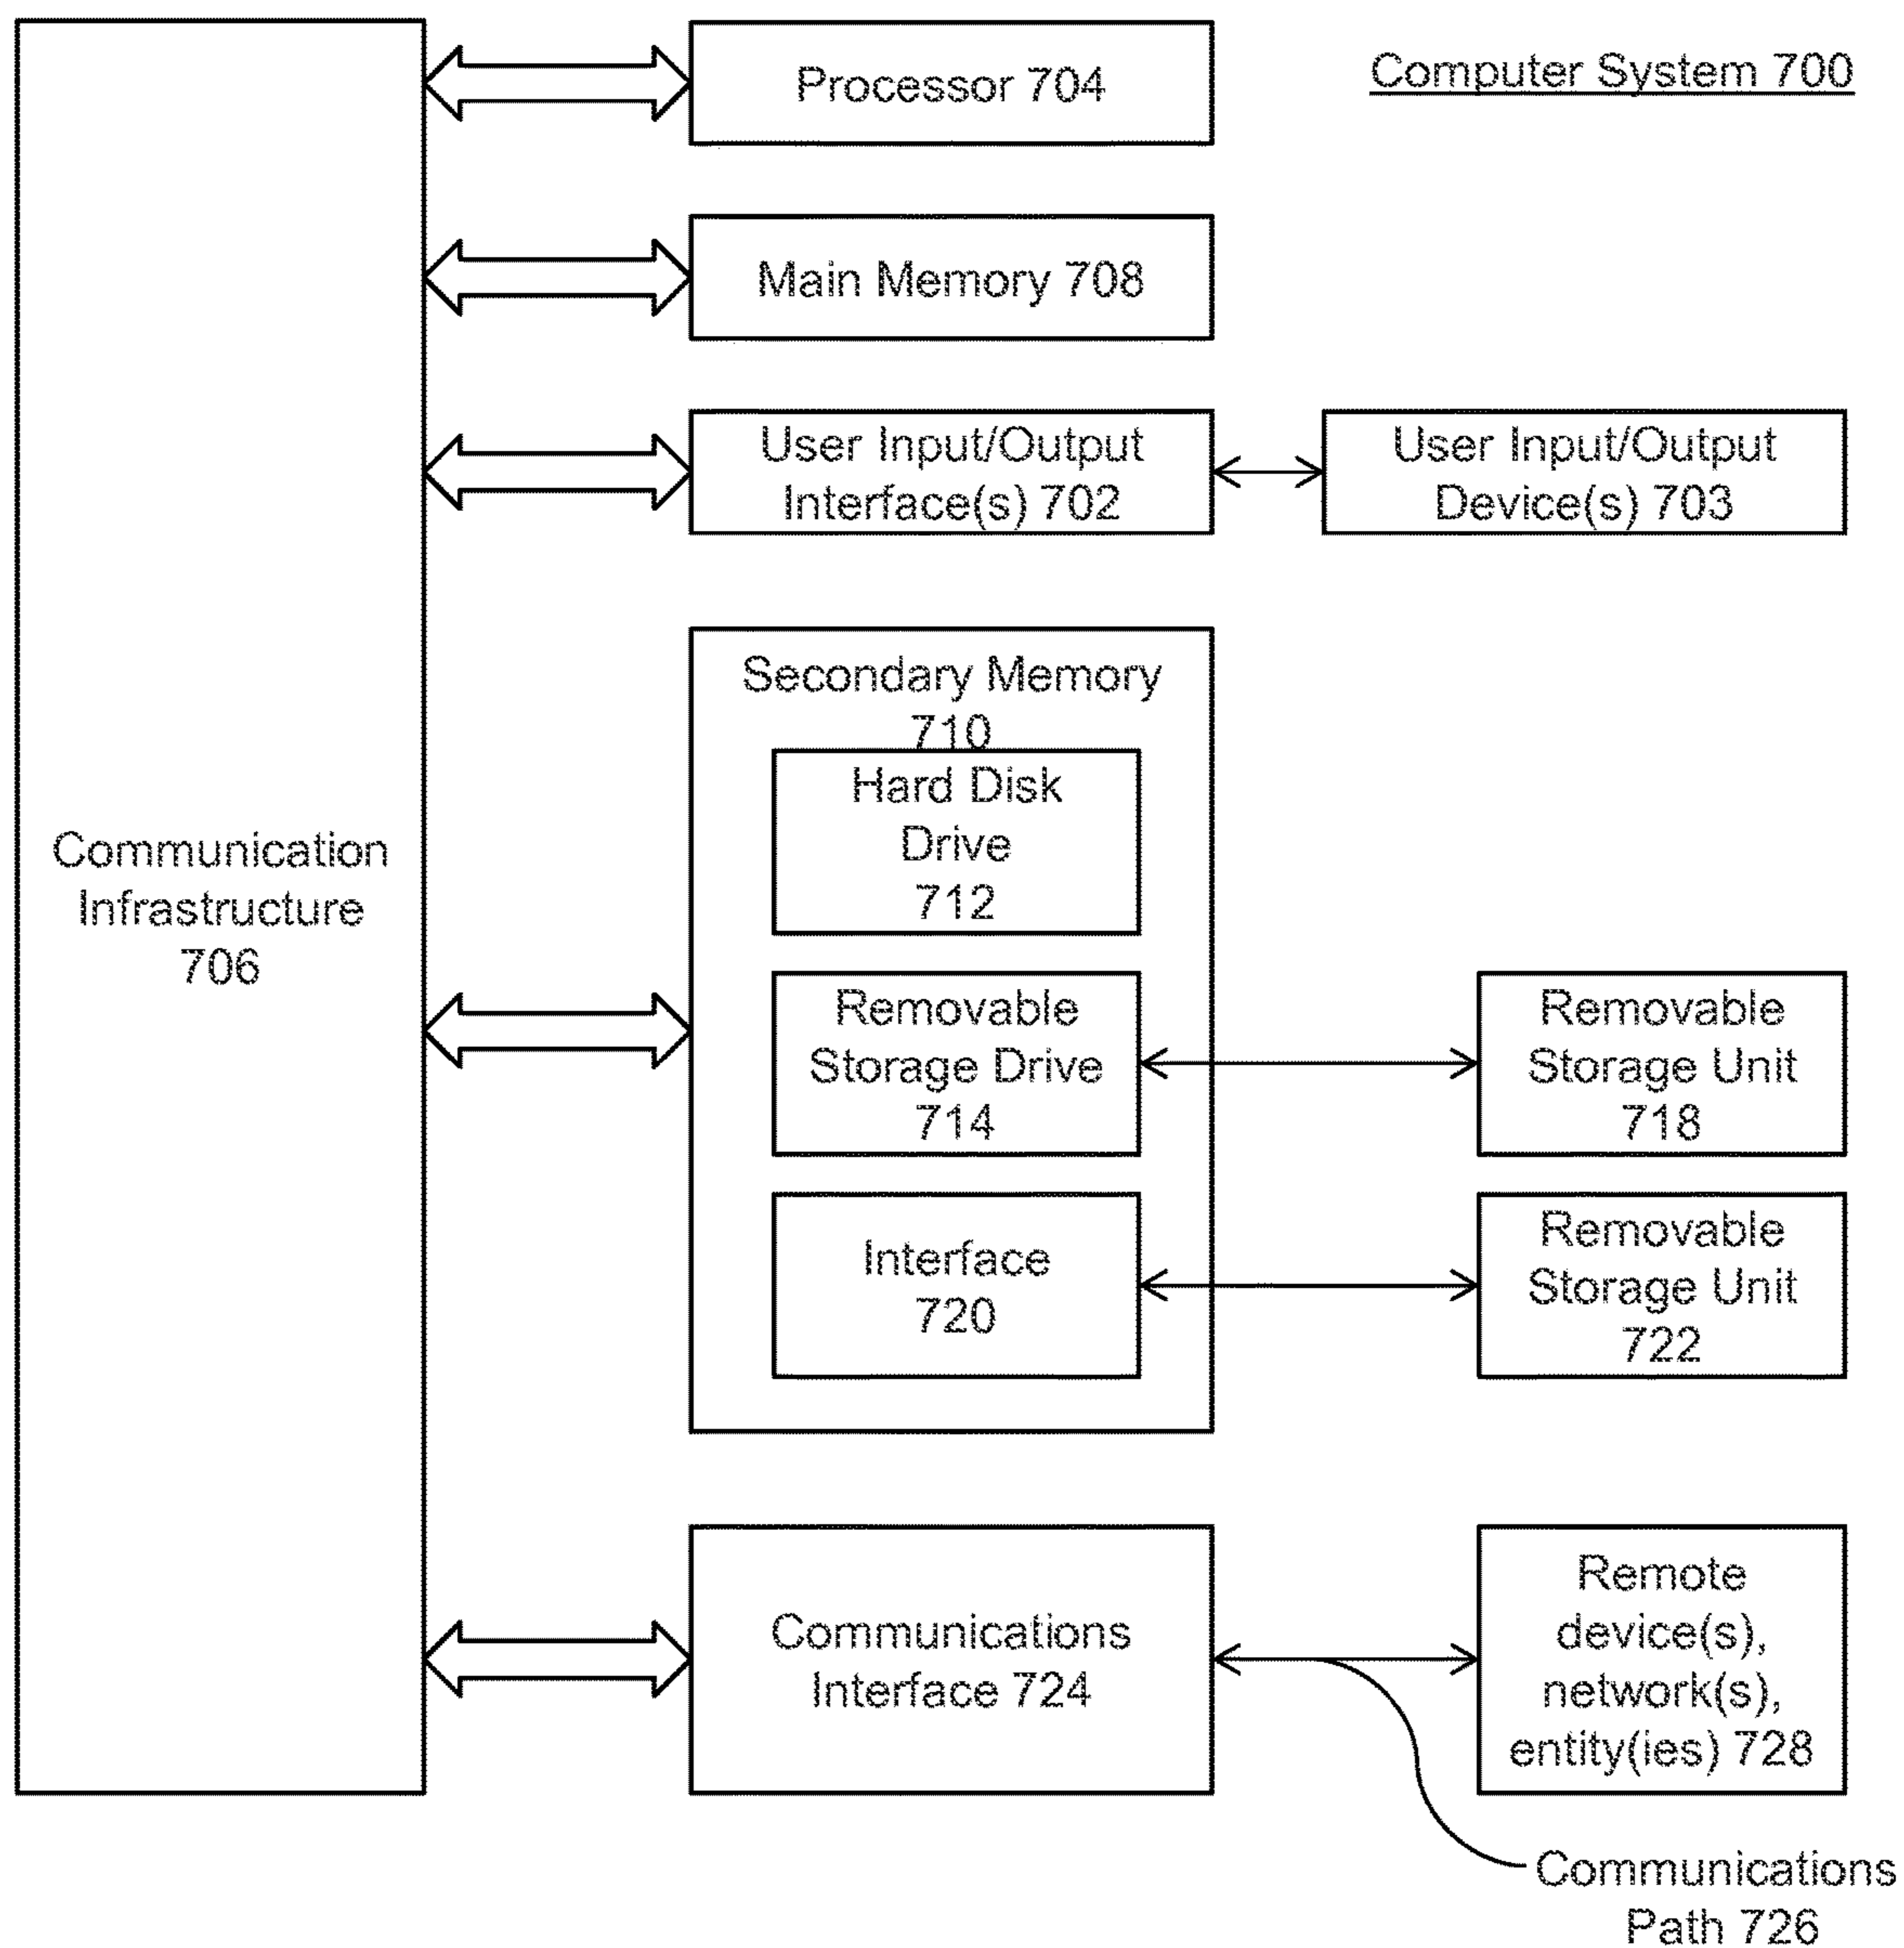 Computer System 700
Processor 704
Main Memory 708
User Input/Output
Interface(s) 702
User Input/Output
Device(s) 703
Communication
Infrastructure
706
Secondary Memory
710
Hard Disk
Drive
712
Removable
Storage Drive
714
Removable
Storage Unit
718
Interface
720
Removable
Storage Unit
722
Communications
Interface 724
Remote
device(s),
network(s),
entity(ies) 728
Communications
Path 726